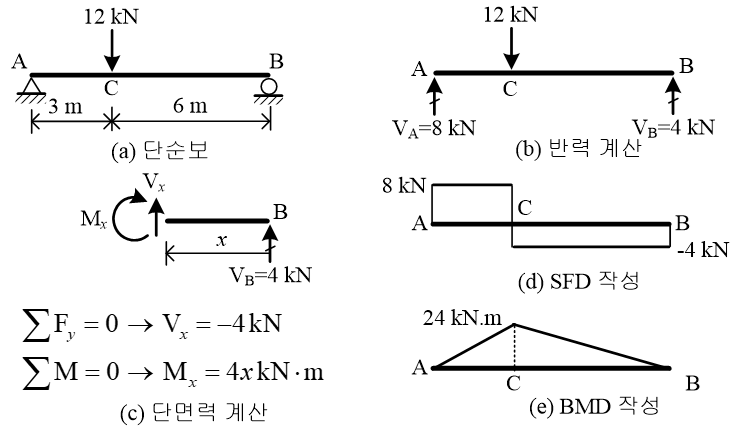 12 kN
A
B
C
3 m
6 m
(a) 단순보
12 kN
A
B
C
V_A=8 kN
V_B=4 kN
(b) 반력 계산
V_x
M_x
B
x
V_B=4 kN
∑F_y = 0 → V_x = −4 kN
∑M = 0 → M_x = 4x kN·m
(c) 단면력 계산
8 kN
C
A
B
-4 kN
(d) SFD 작성
24 kN.m
A
C
B
(e) BMD 작성